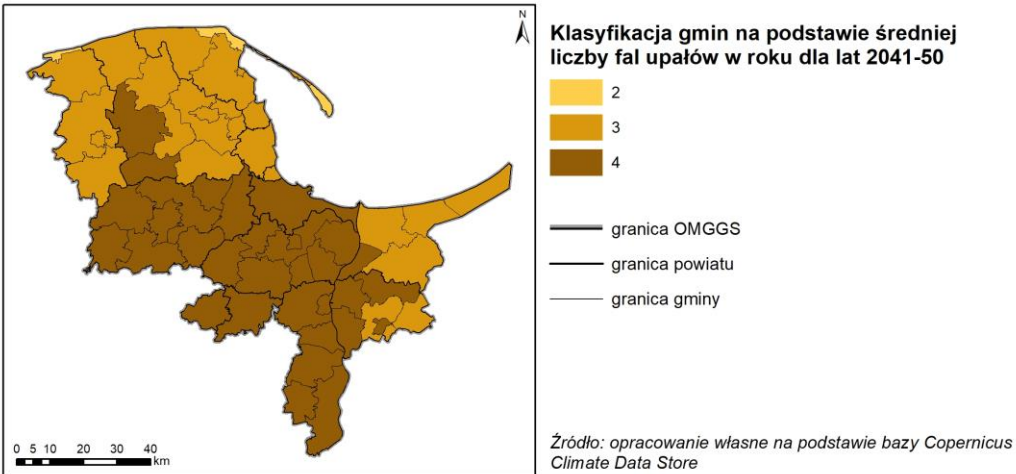 N
Klasyfikacja gmin na podstawie średniej
liczby fal upałów w roku dla lat 2041-50
2
3
4
granica OMGGS
granica powiatu
granica gminy
0 5 10 20 30 40
km
Źródło: opracowanie własne na podstawie bazy Copernicus
Climate Data Store